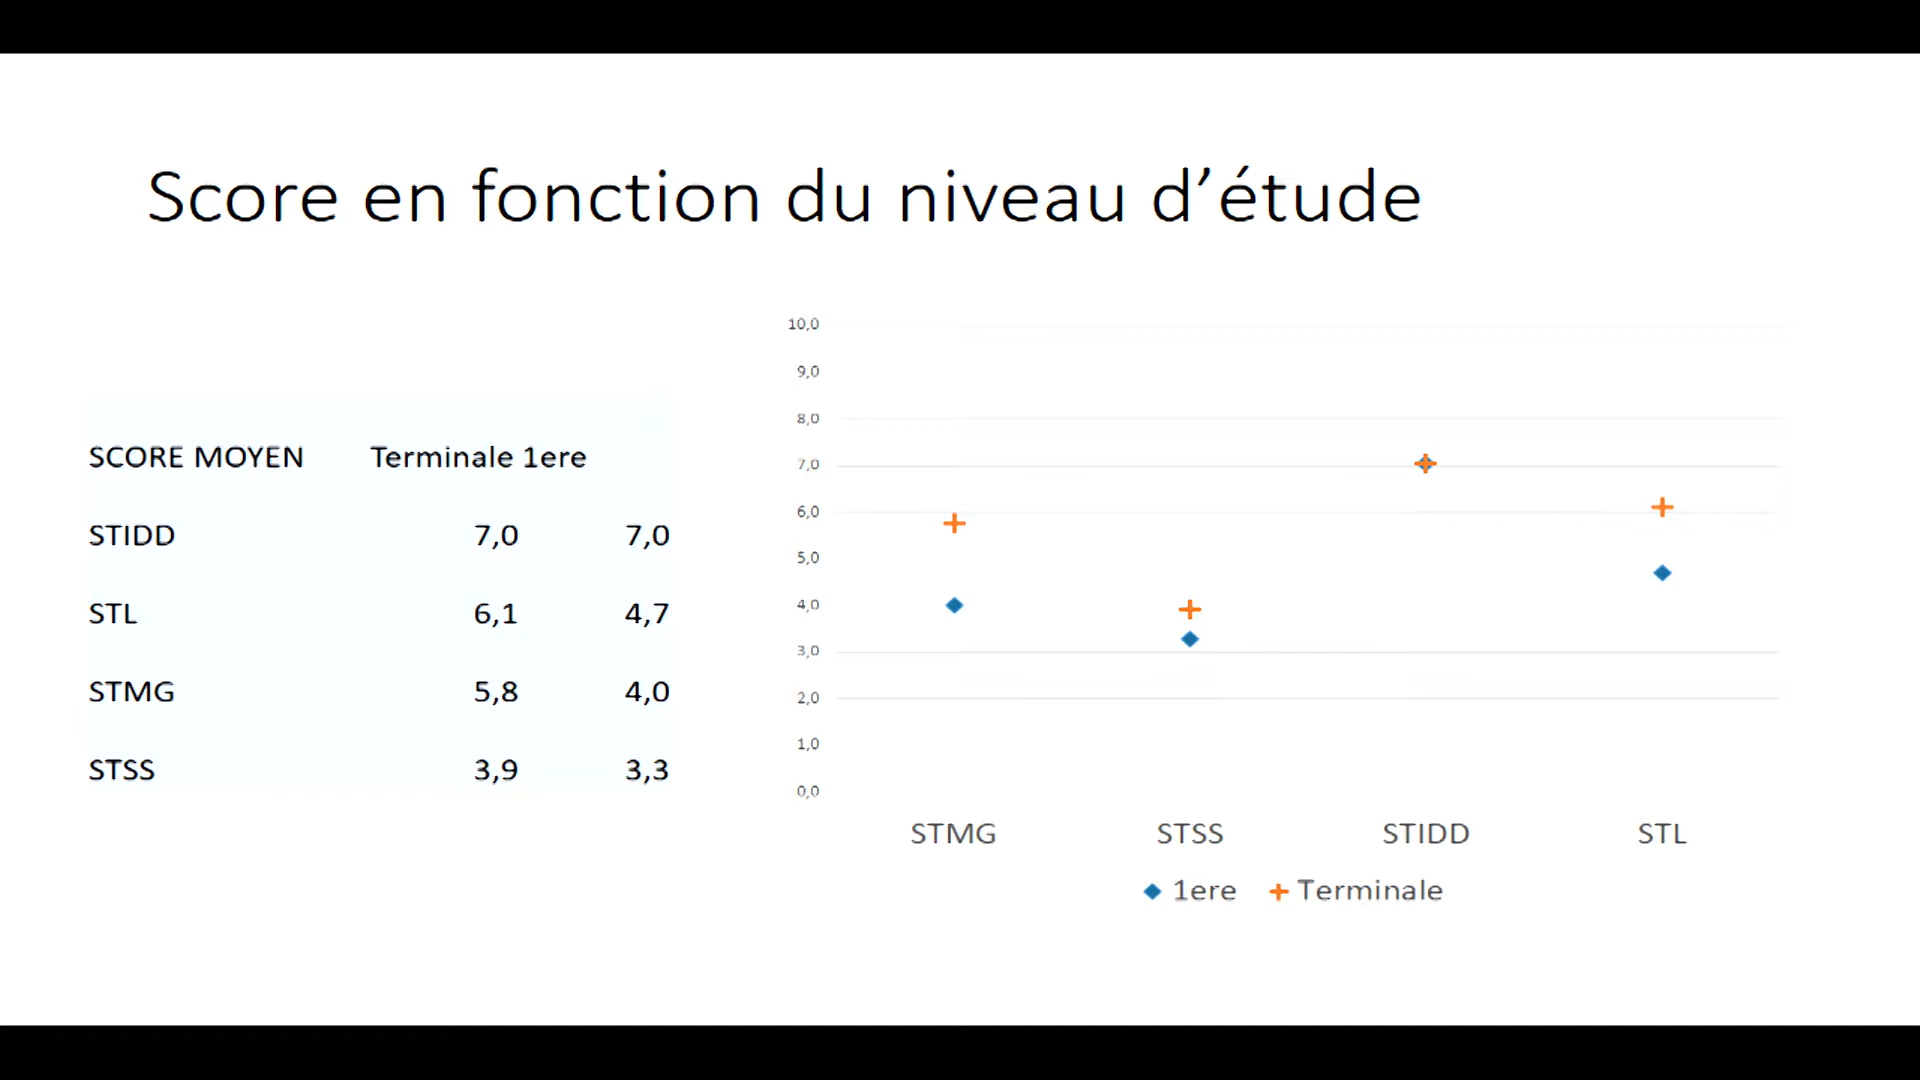 Score en fonction du niveau d’étude
SCORE MOYEN Terminale 1ere
STIDD 7,0 7,0
STL 6,1 4,7
STMG 5,8 4,0
STSS 3,9 3,3
10,0
9,0
8,0
7,0
6,0
5,0
4,0
3,0
2,0
1,0
0,0
STMG STSS STIDD STL
1ere Terminale